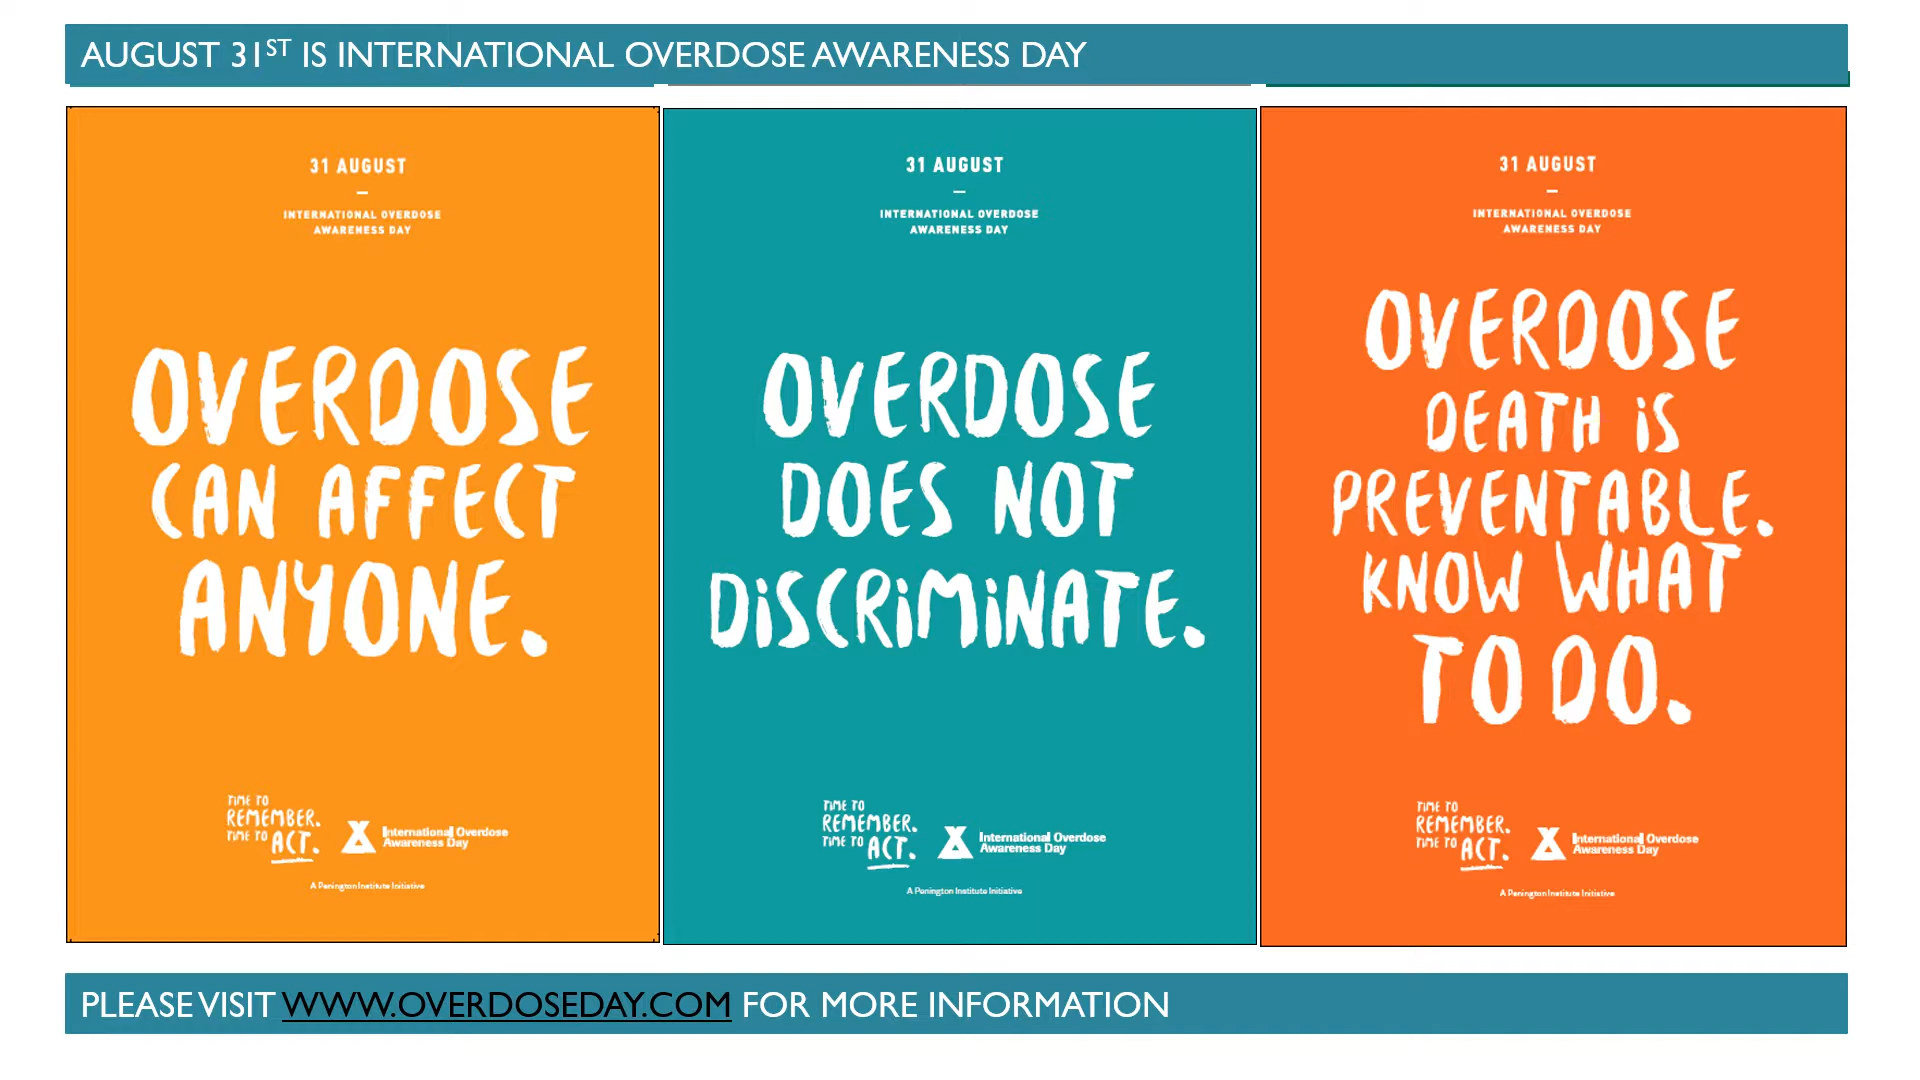 AUGUST 31ST IS INTERNATIONAL OVERDOSE AWARENESS DAY
31 AUGUST
–
INTERNATIONAL OVERDOSE
AWARENESS DAY
OVERDOSE
CAN AFFECT
ANYONE.
TiME TO
REMEMBER.
TiME TO ACT.
International Overdose
Awareness Day
A Penington Institute Initiative
31 AUGUST
–
INTERNATIONAL OVERDOSE
AWARENESS DAY
OVERDOSE
DOES NOT
DiSCRiMiNATE.
TiME TO
REMEMBER.
TiME TO ACT.
International Overdose
Awareness Day
A Penington Institute Initiative
31 AUGUST
–
INTERNATIONAL OVERDOSE
AWARENESS DAY
OVERDOSE
DEATH iS
PREVENTABLE.
KNOW WHAT
TO DO.
TiME TO
REMEMBER.
TiME TO ACT.
International Overdose
Awareness Day
A Penington Institute Initiative
PLEASE VISIT WWW.OVERDOSEDAY.COM FOR MORE INFORMATION